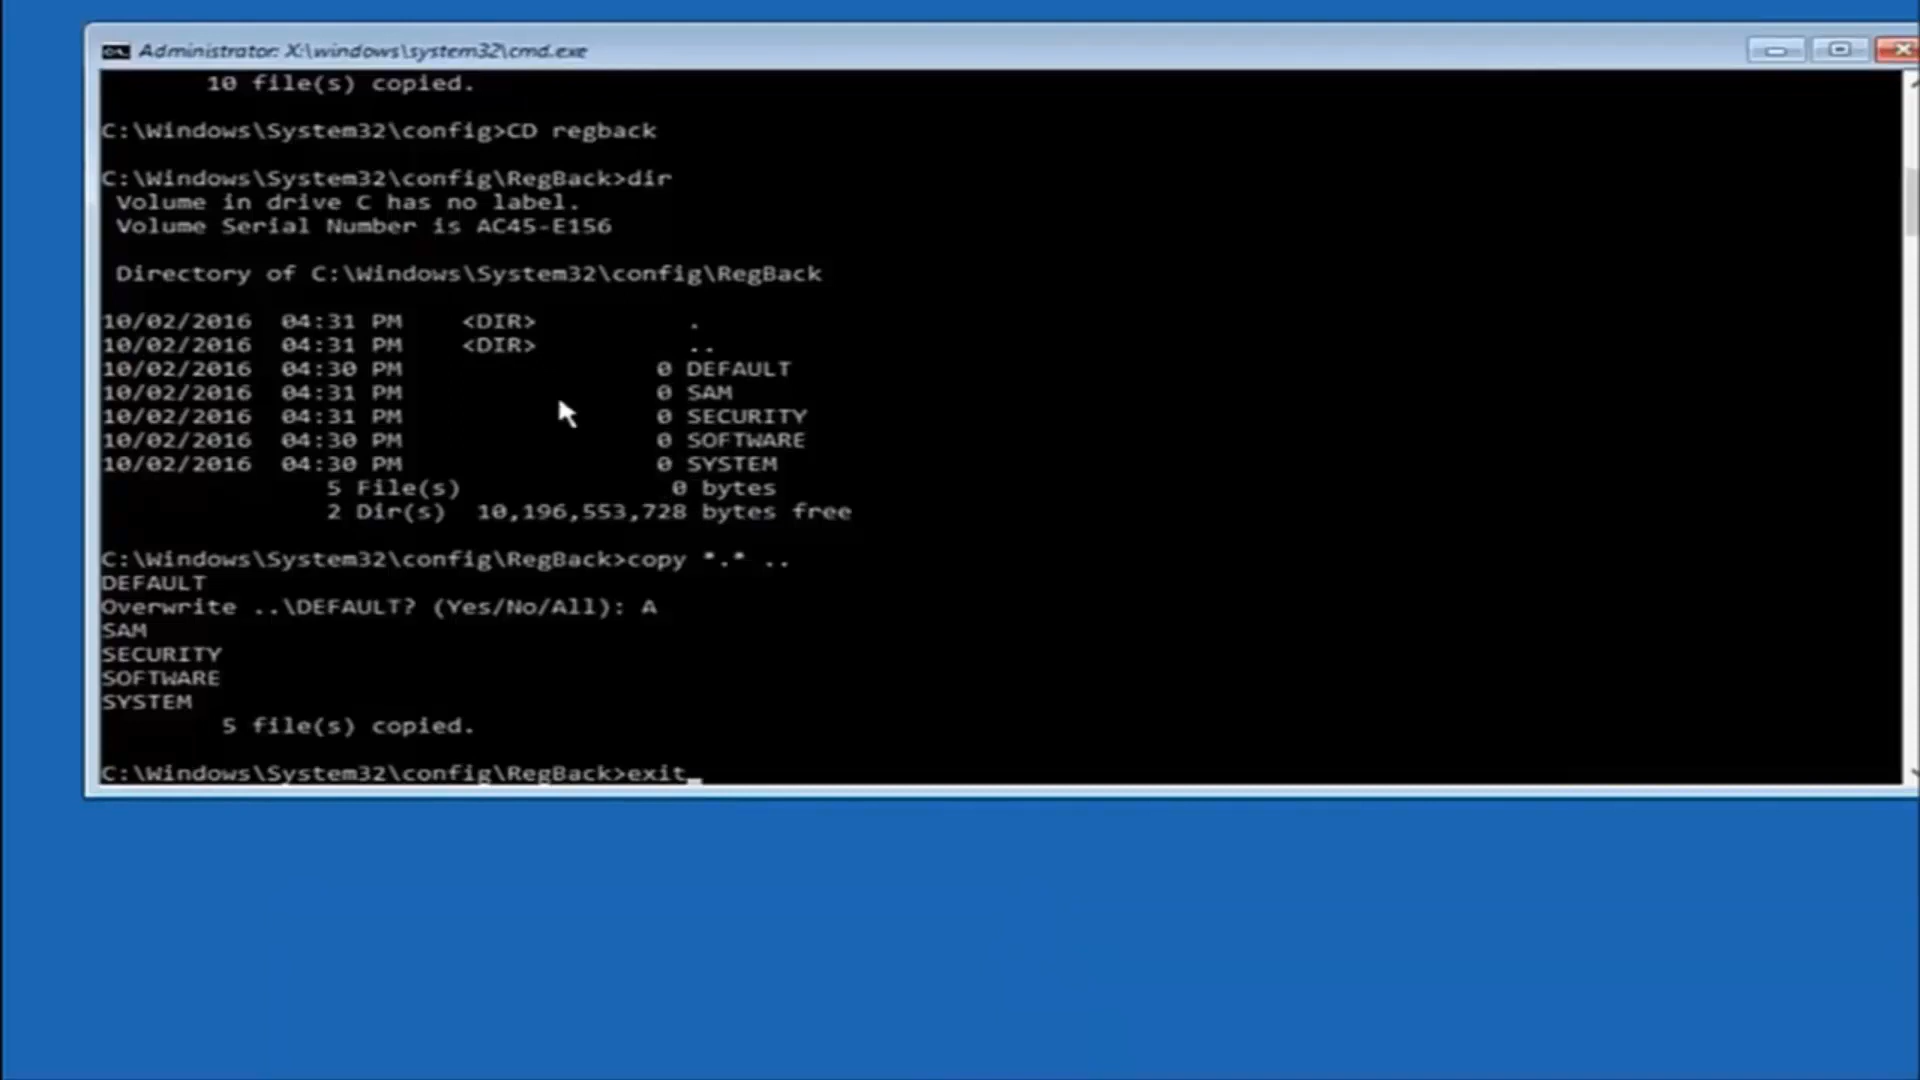 Administrator: X:\windows\system32\cmd.exe
10 file(s) copied.
C:\Windows\System32\config>CD regback
C:\Windows\System32\config\RegBack>dir
Volume in drive C has no label.
Volume Serial Number is AC45-E156
Directory of C:\Windows\System32\config\RegBack
10/02/2016 04:31 PM <DIR> .
10/02/2016 04:31 PM <DIR> ..
10/02/2016 04:30 PM 0 DEFAULT
10/02/2016 04:31 PM 0 SAM
10/02/2016 04:31 PM 0 SECURITY
10/02/2016 04:30 PM 0 SOFTWARE
10/02/2016 04:30 PM 0 SYSTEM
5 File(s) 0 bytes
2 Dir(s) 10,196,553,728 bytes free
C:\Windows\System32\config\RegBack>copy *.* ..
DEFAULT
Overwrite ..\DEFAULT? (Yes/No/All): A
SAM
SECURITY
SOFTWARE
SYSTEM
5 file(s) copied.
C:\Windows\System32\config\RegBack>exit_